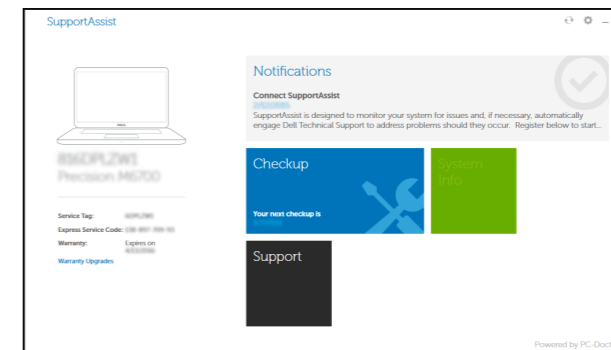 SupportAssist
Notifications
Connect SupportAssist
SupportAssist is designed to monitor your system for issues and, if necessary, automatically
engage Dell Technical Support to address problems should they occur. Register below to start...
Checkup
System
Info
Your next checkup is
Precision M6700
Service Tag:
Express Service Code:
Warranty: Expires on
Warranty Upgrades
Support
Powered by PC-Doct